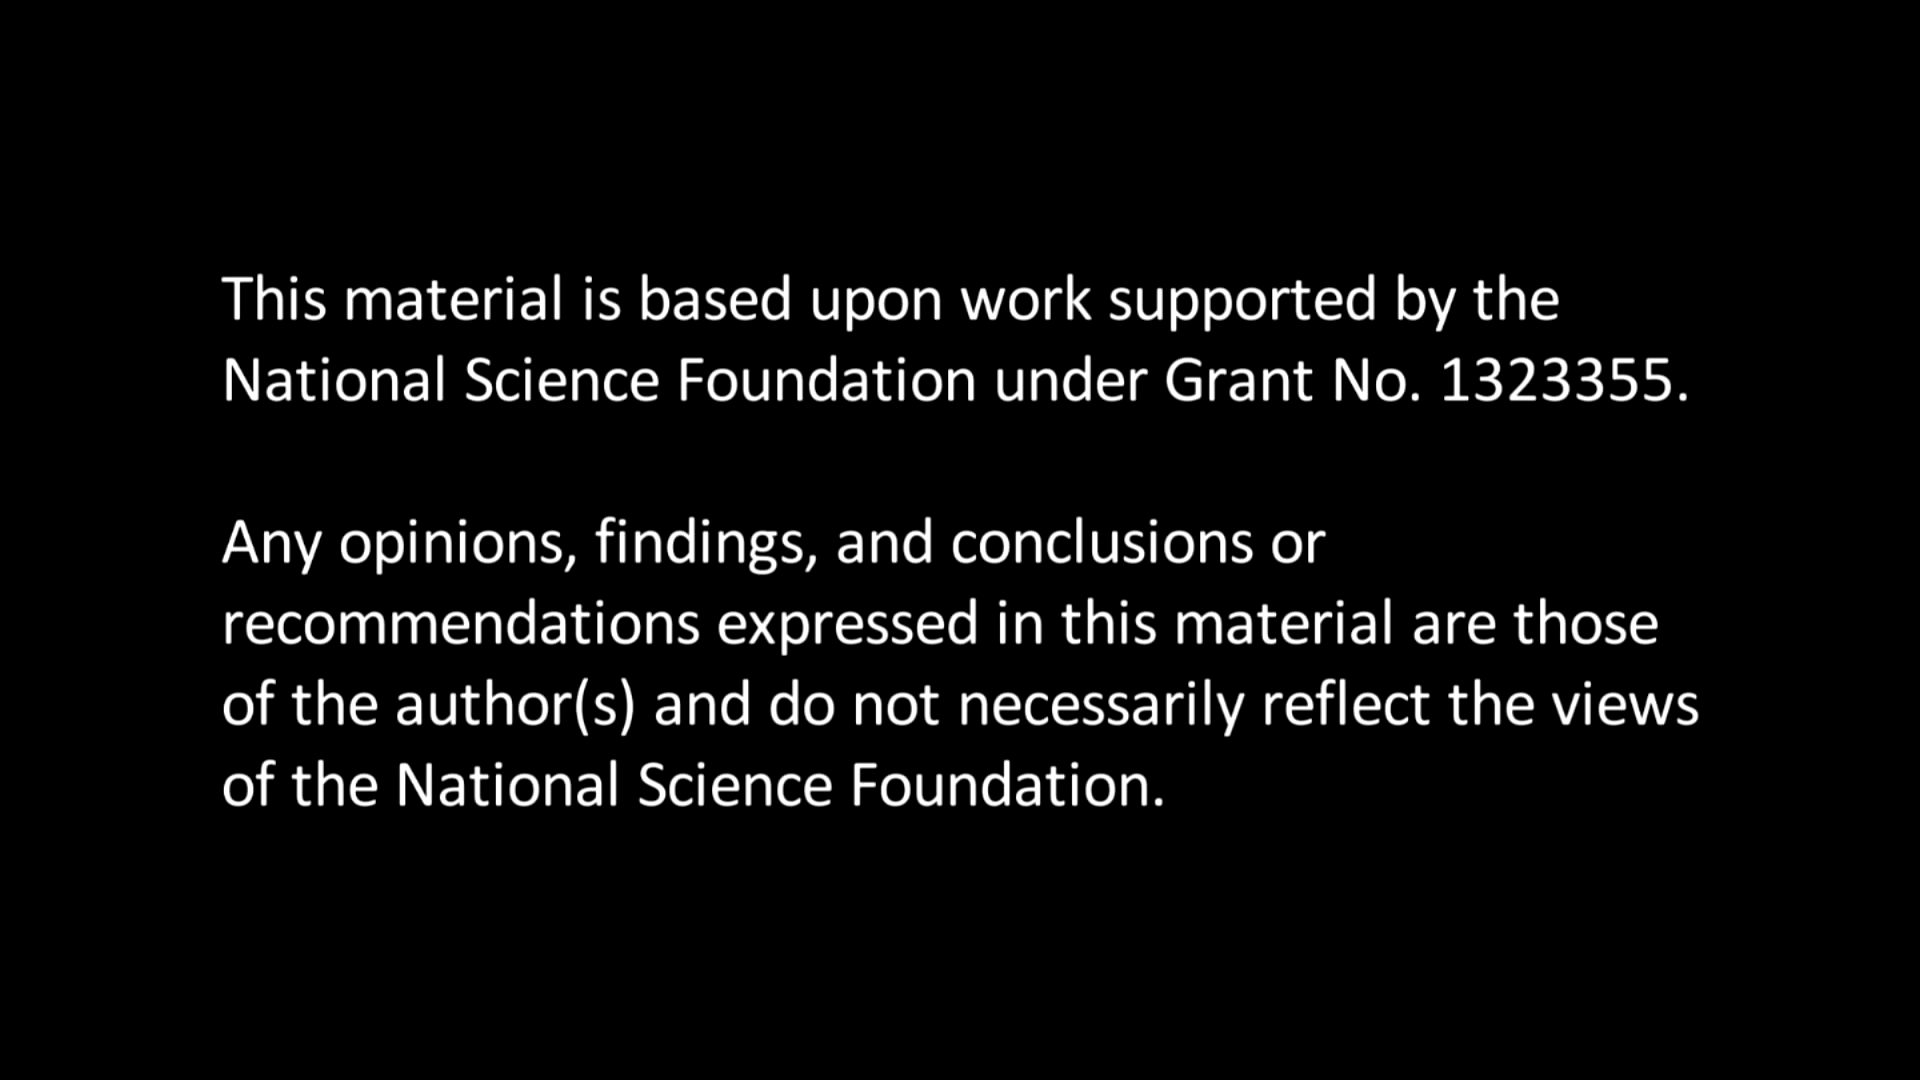 This material is based upon work supported by the
National Science Foundation under Grant No. 1323355.
Any opinions, findings, and conclusions or
recommendations expressed in this material are those
of the author(s) and do not necessarily reflect the views
of the National Science Foundation.